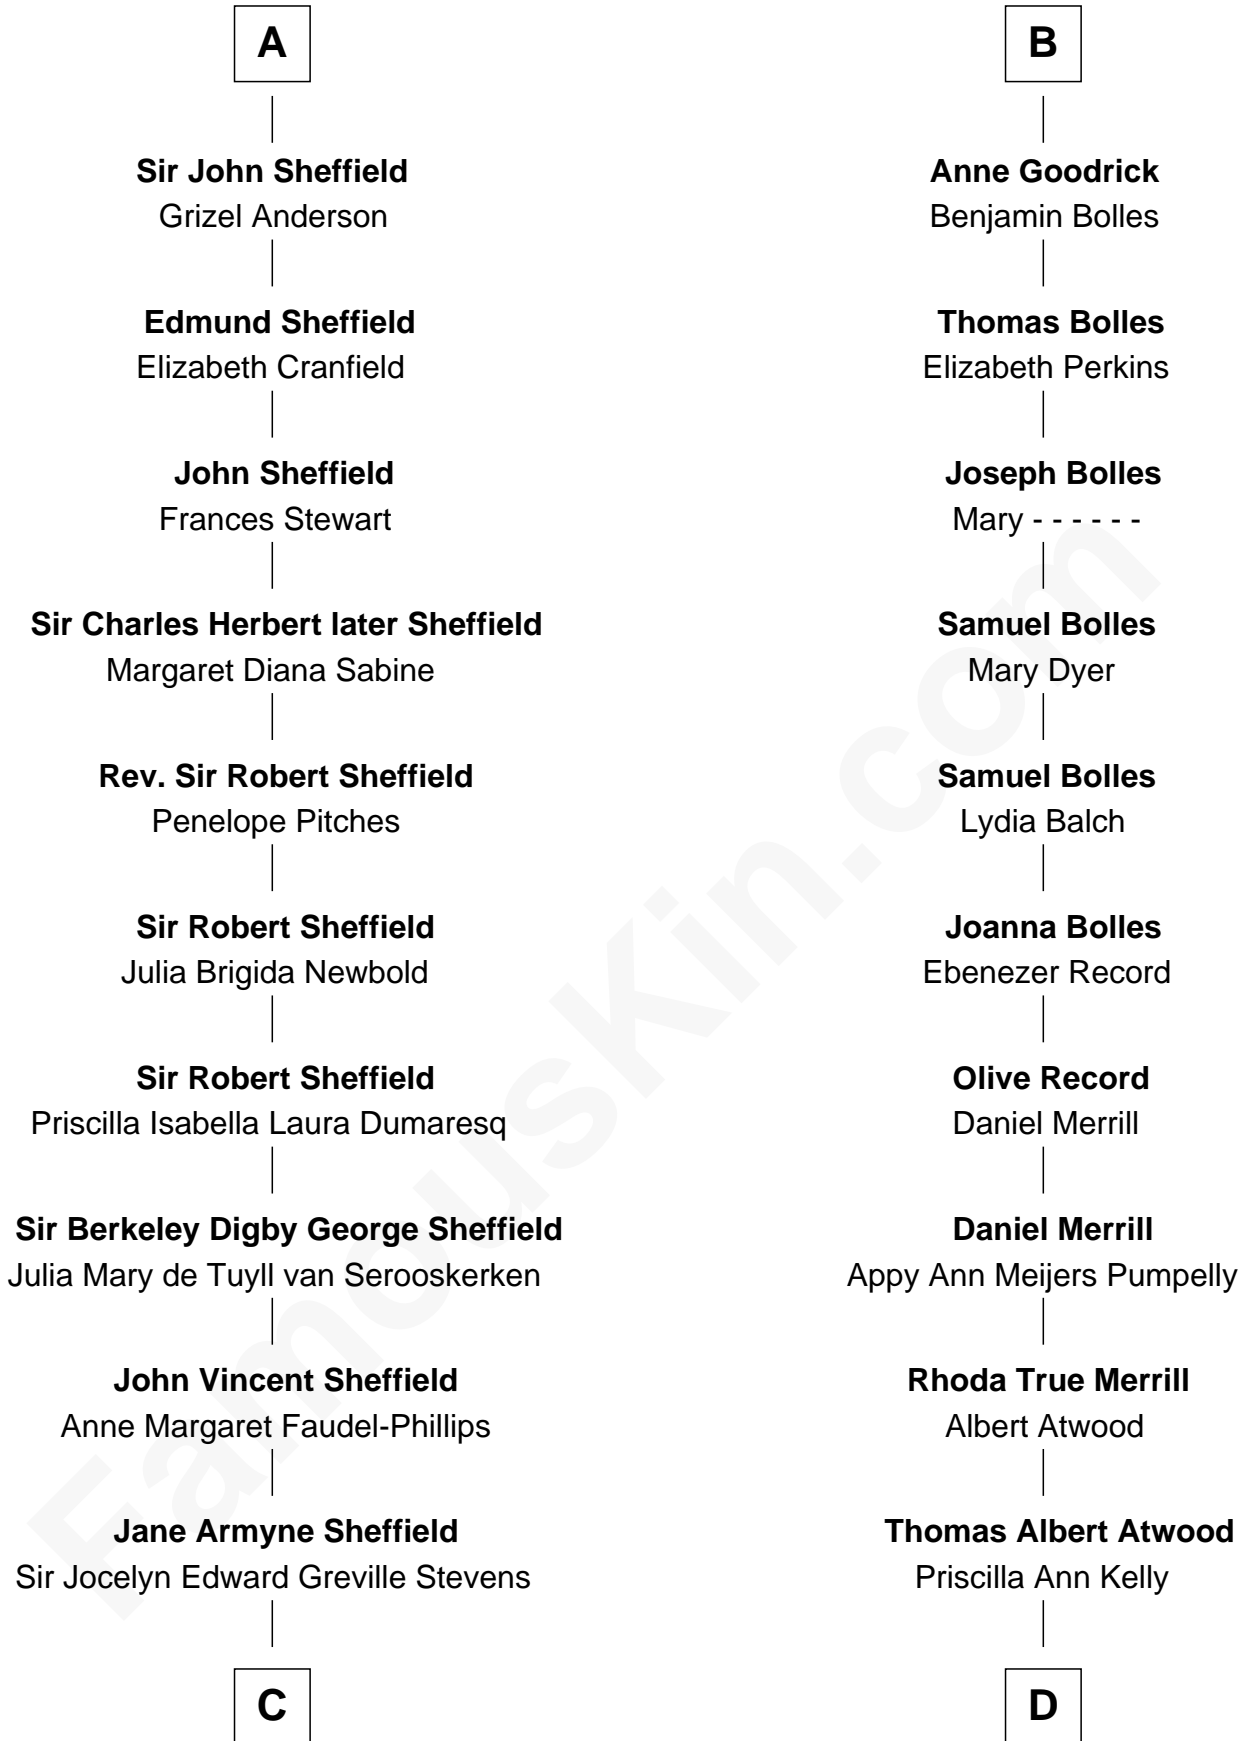 A
Sir John Sheffield
Grizel Anderson
Edmund Sheffield
Elizabeth Cranfield
John Sheffield
Frances Stewart
Sir Charles Herbert later Sheffield
Margaret Diana Sabine
Rev. Sir Robert Sheffield
Penelope Pitches
Sir Robert Sheffield
Julia Brigida Newbold
Sir Robert Sheffield
Priscilla Isabella Laura Dumaresq
Sir Berkeley Digby George Sheffield
Julia Mary de Tuyll van Serooskerken
John Vincent Sheffield
Anne Margaret Faudel-Phillips
Jane Armyne Sheffield
Sir Jocelyn Edward Greville Stevens
C
B
Anne Goodrick
Benjamin Bolles
Thomas Bolles
Elizabeth Perkins
Joseph Bolles
Mary - - - - - -
Samuel Bolles
Mary Dyer
Samuel Bolles
Lydia Balch
Joanna Bolles
Ebenezer Record
Olive Record
Daniel Merrill
Daniel Merrill
Appy Ann Meijers Pumpelly
Rhoda True Merrill
Albert Atwood
Thomas Albert Atwood
Priscilla Ann Kelly
D
FamousKin.com